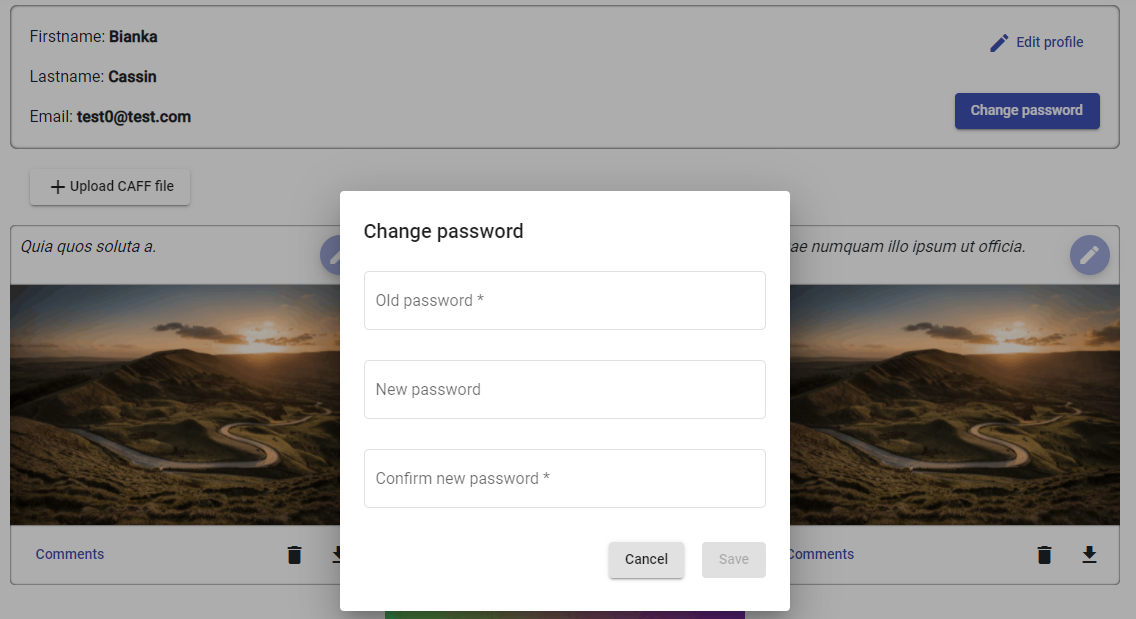 Firstname: Bianka
Edit profile
Lastname: Cassin
Email: test0@test.com
Change password
Upload CAFF file
Quia quos soluta a.
ae numquam illo ipsum ut officia.
Change password
Old password *
New password
Confirm new password *
Cancel
Save
Comments
Comments